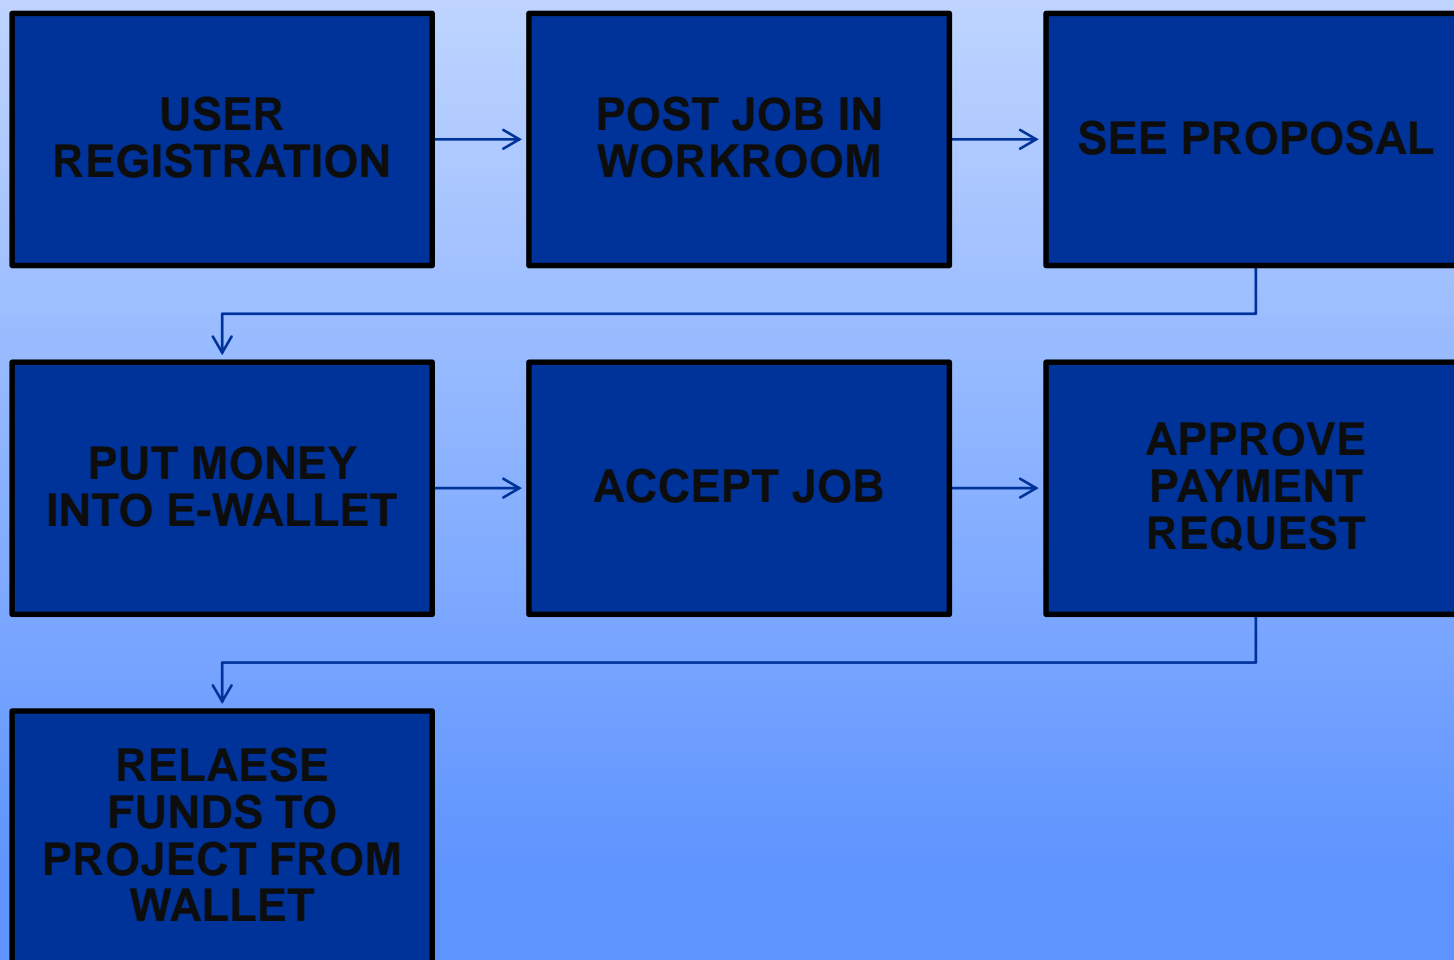 USER
REGISTRATION
POST JOB IN
WORKROOM
SEE PROPOSAL
PUT MONEY
INTO E-WALLET
ACCEPT JOB
APPROVE
PAYMENT
REQUEST
RELAESE
FUNDS TO
PROJECT FROM
WALLET